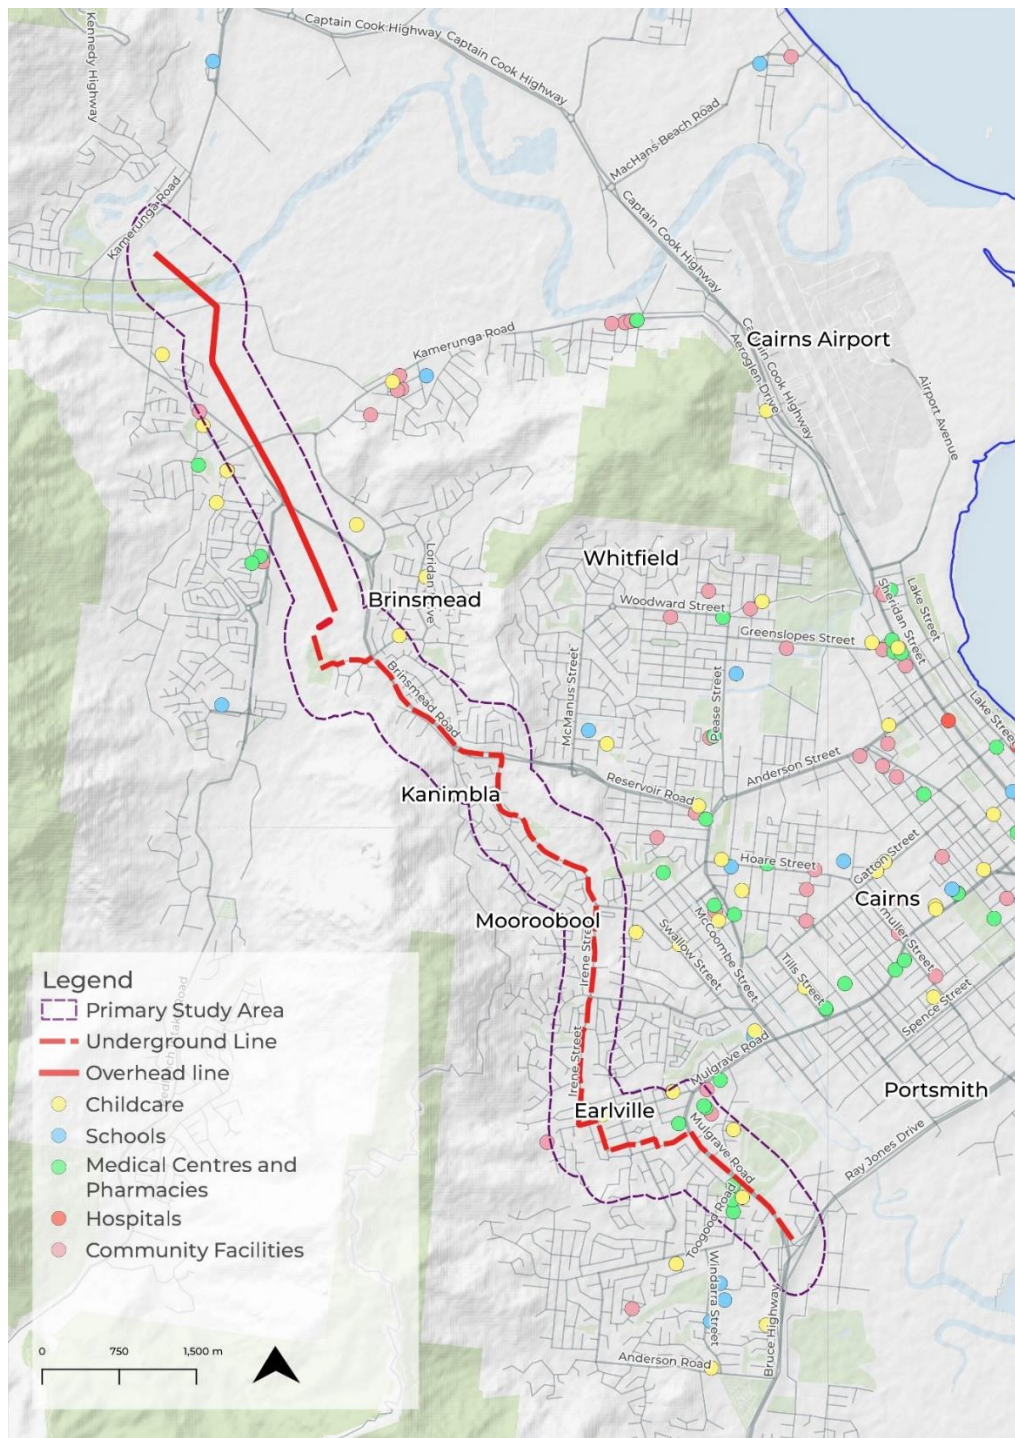 Captain Cook Highway
Captain Cook Highway
Kennedy Highway
Captain Cook Highway
MacHans Beach Road
Kamerunga Road
Captain Cook Highway
Kamerunga Road
Captain Cook Highway
Cairns Airport
Aeroglen Drive
Airport Avenue
Whitfield
Brinsmead
Woodward Street
Greenslopes Street
Sheridan Street
Lake Street
Brinsmead Road
McManus Street
Pease Street
Lake Street
Anderson Street
Reservoir Road
Kanimbla
Hoare Street
Gatton Street
Cairns
Mooroobool
Irene Stre
Swallow Street
McCoombe Street
Tills Street
Spence Street
Irene Street
Mulgrave Road
Portsmith
Earlville
Mulgrave Road
Ray Jones Drive
Toogood Road
Windarra Street
Bruce Highway
Anderson Road
Legend
Primary Study Area
Underground Line
Overhead line
Childcare
Schools
Medical Centres and
Pharmacies
Hospitals
Community Facilities
0 750 1,500 m